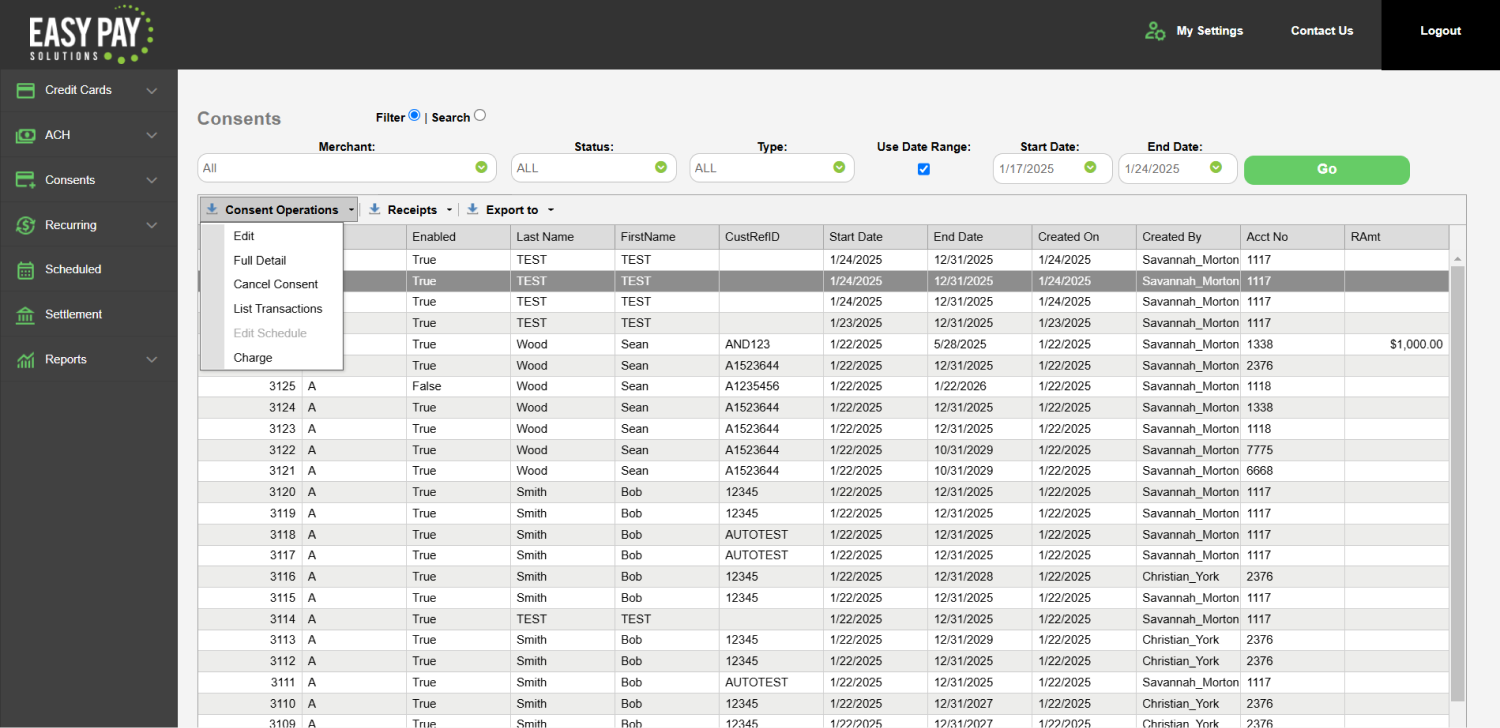 EASY PAY
SOLUTIONS
My Settings Contact Us Logout
Credit Cards
ACH
Consents
Recurring
Scheduled
Settlement
Reports
Consents Filter | Search
Merchant: Status: Type: Use Date Range: Start Date: End Date:
All ALL ALL 1/17/2025 1/24/2025 Go
Consent Operations Receipts Export to
Edit
Full Detail
Cancel Consent
List Transactions
Edit Schedule
Charge
Enabled Last Name FirstName CustRefID Start Date End Date Created On Created By Acct No RAmt
True TEST TEST 1/24/2025 12/31/2025 1/24/2025 Savannah_Morton 1117
True TEST TEST 1/24/2025 12/31/2025 1/24/2025 Savannah_Morton 1117
True TEST TEST 1/24/2025 12/31/2025 1/24/2025 Savannah_Morton 1117
True TEST TEST 1/23/2025 12/31/2025 1/23/2025 Savannah_Morton 1117
True Wood Sean AND123 1/22/2025 5/28/2025 1/22/2025 Savannah_Morton 1338 $1,000.00
True Wood Sean A1523644 1/22/2025 12/31/2025 1/22/2025 Savannah_Morton 2376
3125 A False Wood Sean A1235456 1/22/2025 1/22/2026 1/22/2025 Savannah_Morton 1118
3124 A True Wood Sean A1523644 1/22/2025 12/31/2025 1/22/2025 Savannah_Morton 1338
3123 A True Wood Sean A1523644 1/22/2025 12/31/2025 1/22/2025 Savannah_Morton 1118
3122 A True Wood Sean A1523644 1/22/2025 10/31/2029 1/22/2025 Savannah_Morton 7775
3121 A True Wood Sean A1523644 1/22/2025 10/31/2029 1/22/2025 Savannah_Morton 6668
3120 A True Smith Bob 12345 1/22/2025 12/31/2025 1/22/2025 Savannah_Morton 1117
3119 A True Smith Bob 12345 1/22/2025 12/31/2025 1/22/2025 Savannah_Morton 1117
3118 A True Smith Bob AUTOTEST 1/22/2025 12/31/2025 1/22/2025 Savannah_Morton 1117
3117 A True Smith Bob AUTOTEST 1/22/2025 12/31/2025 1/22/2025 Savannah_Morton 1117
3116 A True Smith Bob 12345 1/22/2025 12/31/2028 1/22/2025 Christian_York 2376
3115 A True Smith Bob 12345 1/22/2025 12/31/2025 1/22/2025 Savannah_Morton 1117
3114 A True TEST TEST 1/22/2025 12/31/2025 1/22/2025 Savannah_Morton 1117
3113 A True Smith Bob 12345 1/22/2025 12/31/2029 1/22/2025 Christian_York 2376
3112 A True Smith Bob 12345 1/22/2025 12/31/2025 1/22/2025 Christian_York 2376
3111 A True Smith Bob AUTOTEST 1/22/2025 12/31/2025 1/22/2025 Savannah_Morton 1117
3110 A True Smith Bob 12345 1/22/2025 12/31/2027 1/22/2025 Christian_York 2376
3109 A True Smith Bob 12345 1/22/2025 12/31/2027 1/22/2025 Christian_York 2376